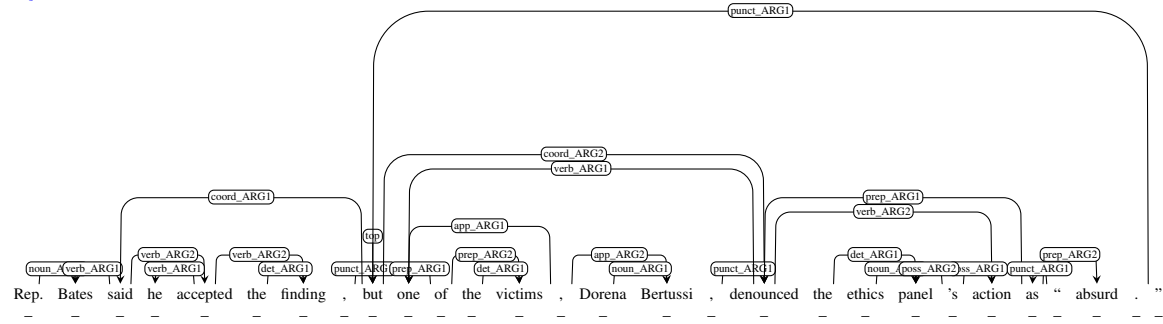 punct_ARG1
coord_ARG2
verb_ARG1
coord_ARG1 prep_ARG1
verb_ARG2
top app_ARG1
verb_ARG2 verb_ARG2 prep_ARG2 app_ARG2 det_ARG1 prep_ARG2
verb_ARG1 verb_ARG1 det_ARG1 prep_ARG1 det_ARG1 noun_ARG1 punct_ARG1 poss_ARG2 punct_ARG1
Rep. Bates said he accepted the finding , but one of the victims , Dorena Bertussi , denounced the ethics panel 's action as “ absurd . ”